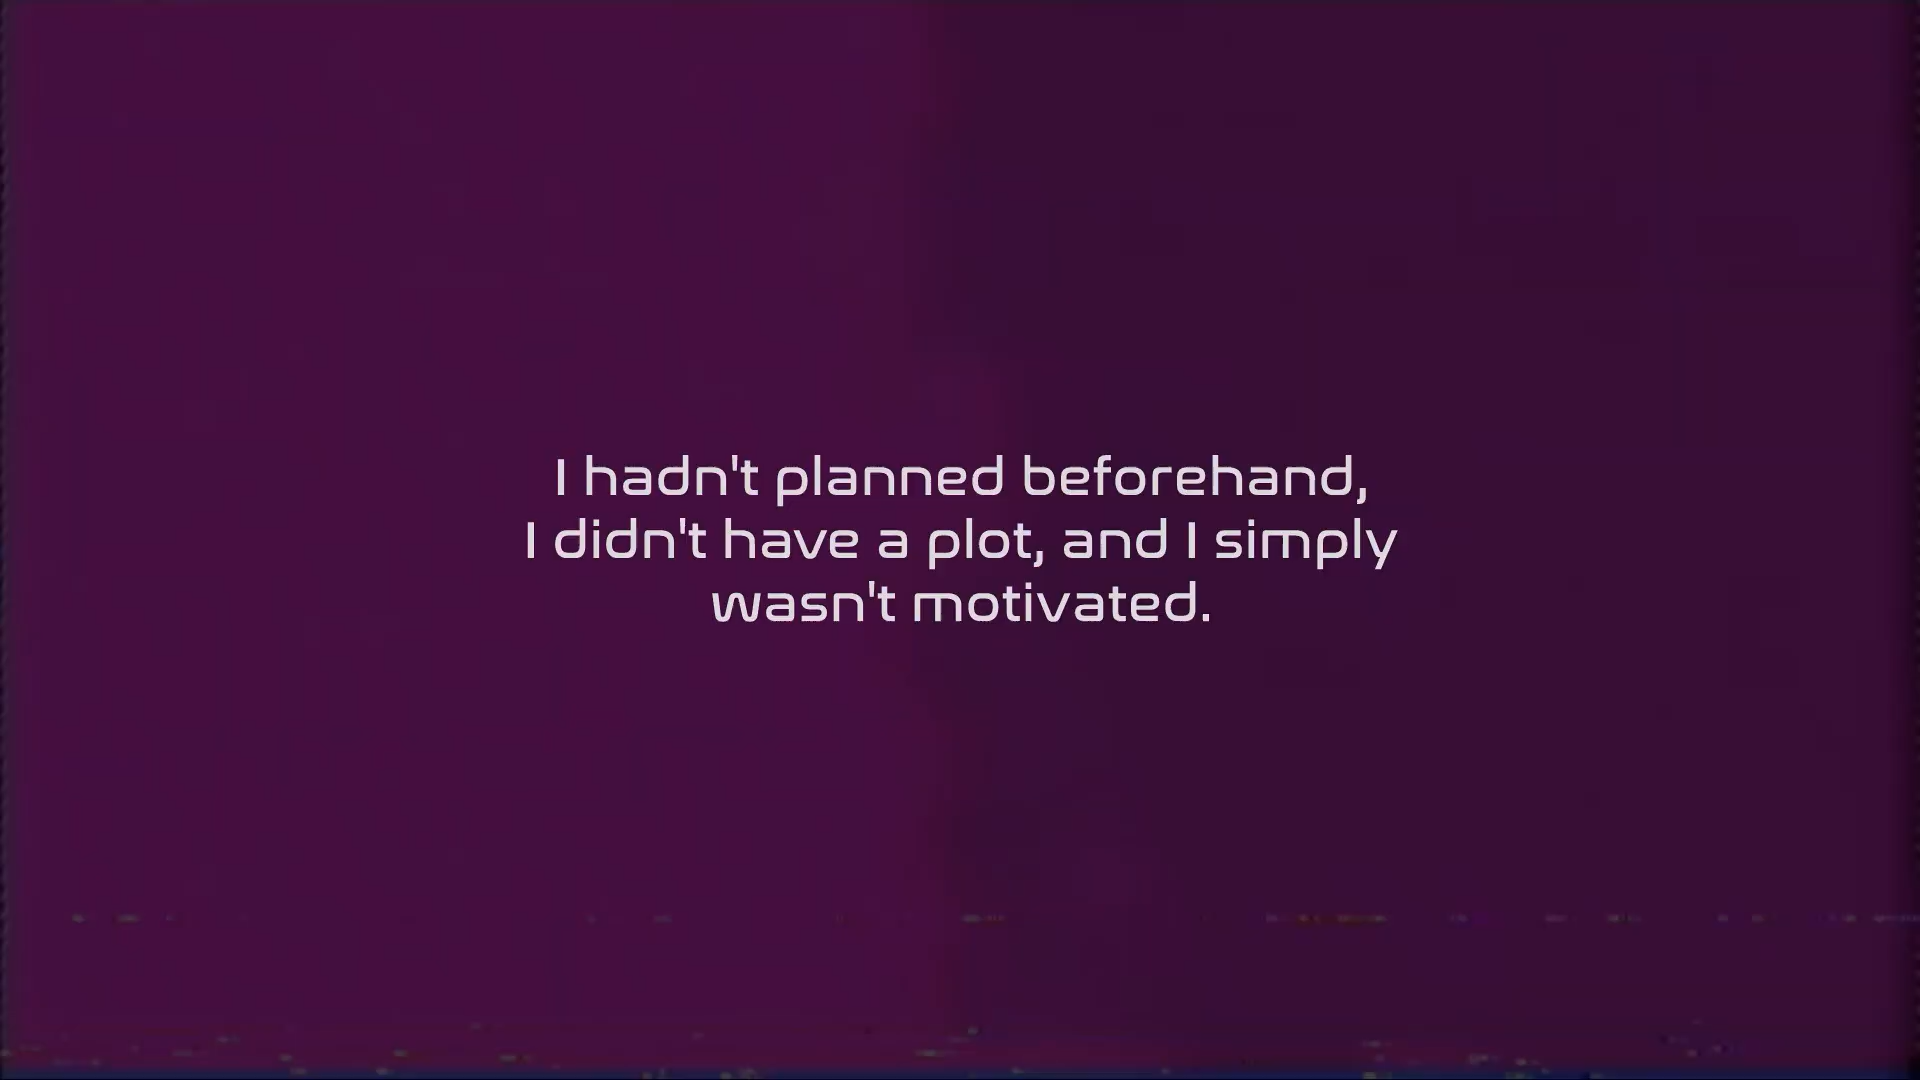 I hadn't planned beforehand,
I didn't have a plot, and I simply
wasn't motivated.